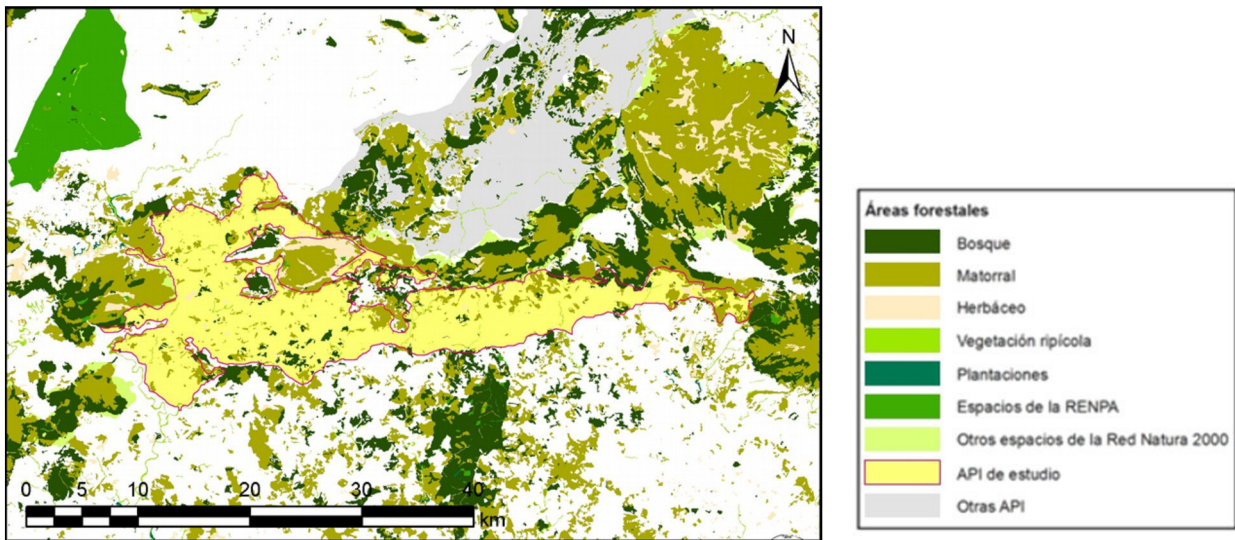 N
0 5 10 20 30 40
km
Áreas forestales
Bosque
Matorral
Herbáceo
Vegetación ripícola
Plantaciones
Espacios de la RENPA
Otros espacios de la Red Natura 2000
API de estudio
Otras API